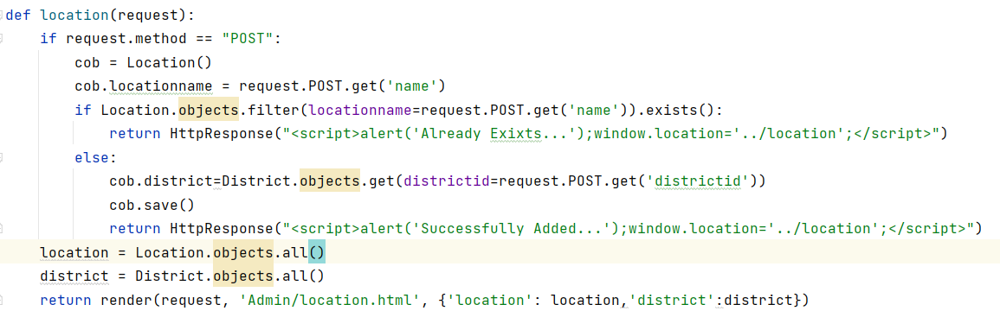 def location(request):
    if request.method == "POST":
        cob = Location()
        cob.locationname = request.POST.get('name')
        if Location.objects.filter(locationname=request.POST.get('name')).exists():
            return HttpResponse("<script>alert('Already Exixts...');window.location='../location';</script>")
        else:
            cob.district=District.objects.get(districtid=request.POST.get('districtid'))
            cob.save()
            return HttpResponse("<script>alert('Successfully Added...');window.location='../location';</script>")
    location = Location.objects.all()
    district = District.objects.all()
    return render(request, 'Admin/location.html', {'location': location,'district':district})